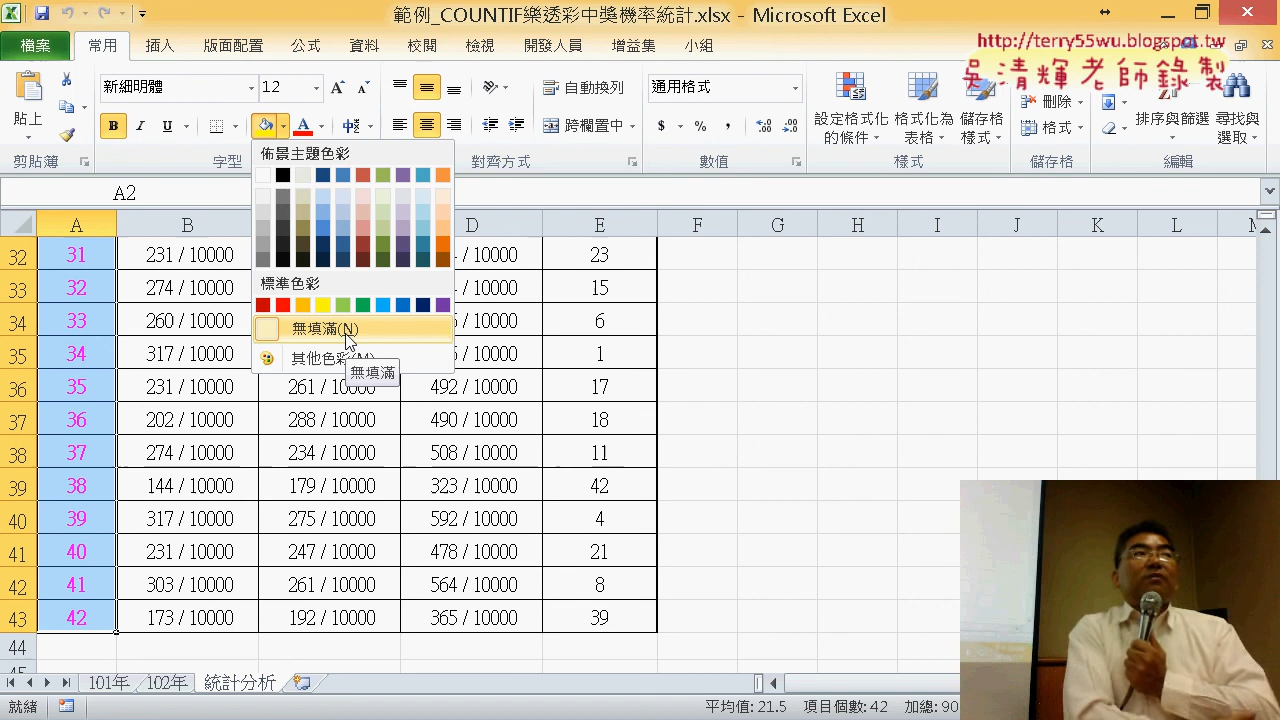 範例_COUNTIF樂透彩中獎機率統計.xlsx - Microsoft Excel
檔案 常用 插入 版面配置 公式 資料 校閱 檢視 開發人員 增益集 小組
http://terry55wu.blogspot.tw
吳清輝老師錄製
貼上
新細明體 12
B I U A
自動換列
跨欄置中
通用格式
$ % ,
設定格式化的條件
格式化為表格
儲存格樣式
刪除
格式
排序與篩選
尋找與選取
剪貼簿 字型 對齊方式 數值 樣式 儲存格 編輯
A2
佈景主題色彩
標準色彩
無填滿(N)
其他色彩(M)
無填滿
A B D E F G H I J K L
32 31 231 / 10000 / 10000 23
33 32 274 / 10000 / 10000 15
34 33 260 / 10000 / 10000 6
35 34 317 / 10000 / 10000 1
36 35 231 / 10000 261 / 10000 492 / 10000 17
37 36 202 / 10000 288 / 10000 490 / 10000 18
38 37 274 / 10000 234 / 10000 508 / 10000 11
39 38 144 / 10000 179 / 10000 323 / 10000 42
40 39 317 / 10000 275 / 10000 592 / 10000 4
41 40 231 / 10000 247 / 10000 478 / 10000 21
42 41 303 / 10000 261 / 10000 564 / 10000 8
43 42 173 / 10000 192 / 10000 365 / 10000 39
44
101年 102年 統計分析
就緒 平均值: 21.5 項目個數: 42 加總: 90